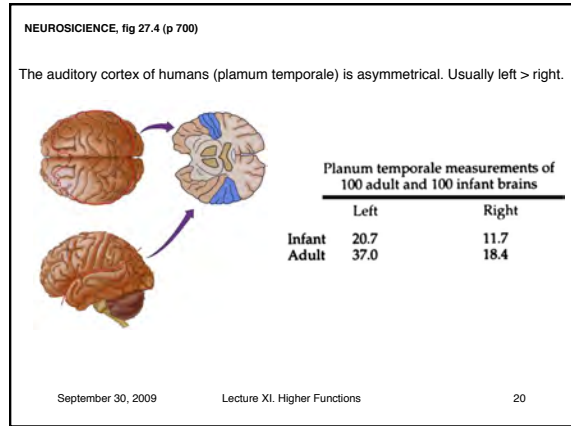 NEUROSICIENCE, fig 27.4 (p 700)
The auditory cortex of humans (plamum temporale) is asymmetrical. Usually left > right.
Planum temporale measurements of
100 adult and 100 infant brains
Left Right
Infant 20.7 11.7
Adult 37.0 18.4
September 30, 2009 Lecture XI. Higher Functions 20